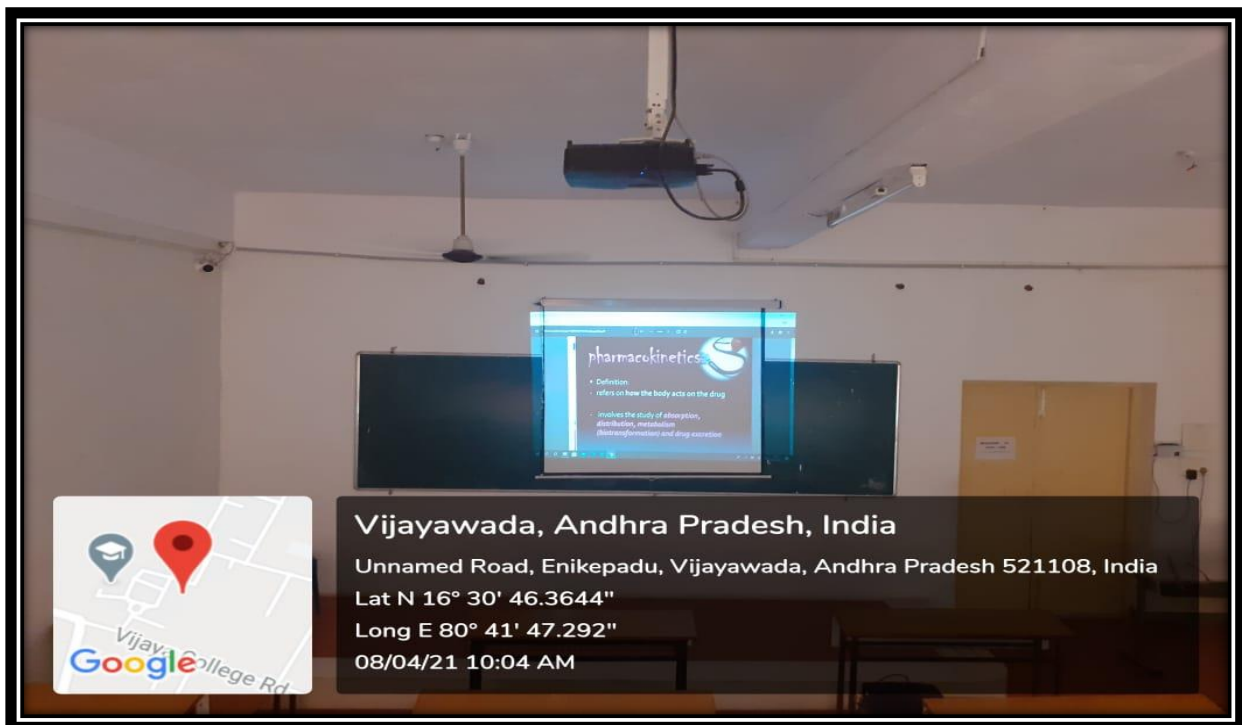 pharmacokinetics
• Definition
- refers on how the body acts on the drug
- involves the study of absorption,
distribution, metabolism
(biotransformation) and drug excretion
Vijayawada, Andhra Pradesh, India
Unnamed Road, Enikepadu, Vijayawada, Andhra Pradesh 521108, India
Lat N 16° 30' 46.3644"
Long E 80° 41' 47.292"
08/04/21 10:04 AM
College Rd
Google